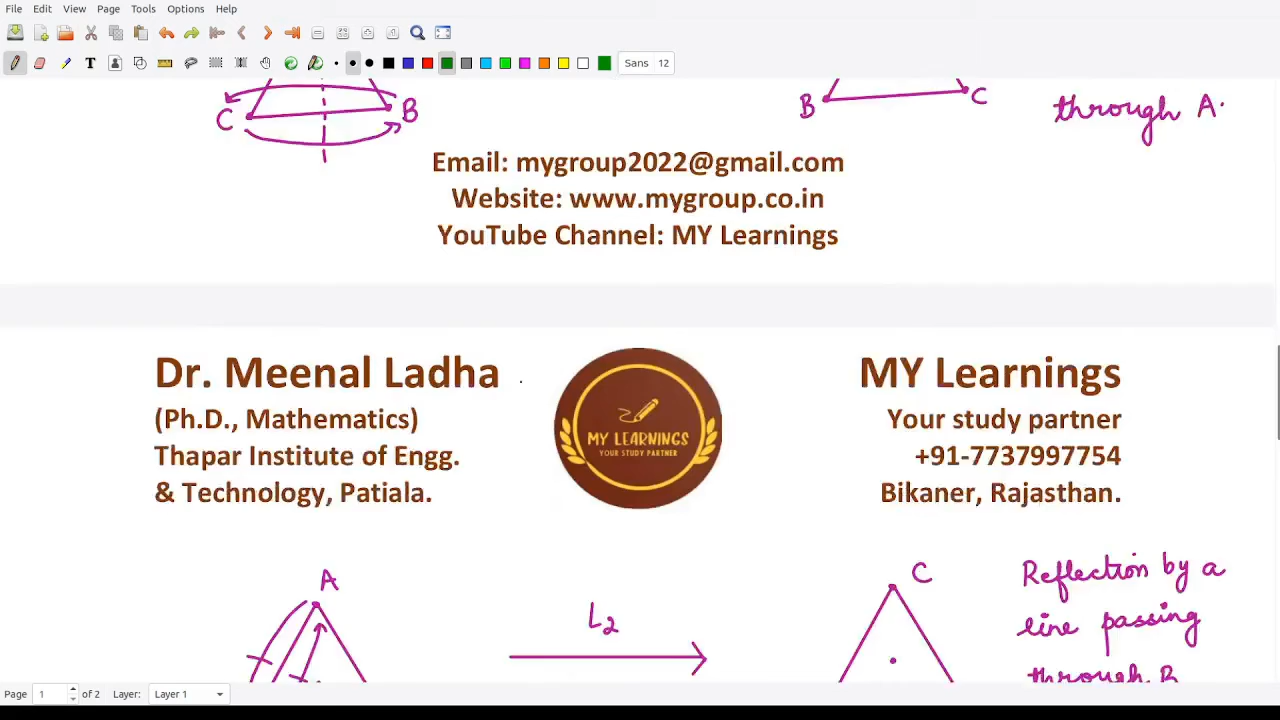 File Edit View Page Tools Options Help
T
Sans 12
C
B
B
C
through A.
Email: mygroup2022@gmail.com
Website: www.mygroup.co.in
YouTube Channel: MY Learnings
Dr. Meenal Ladha
(Ph.D., Mathematics)
Thapar Institute of Engg.
& Technology, Patiala.
MY LEARNINGS
YOUR STUDY PARTNER
MY Learnings
Your study partner
+91-7737997754
Bikaner, Rajasthan.
A
L2
C
Reflection by a
line passing
through B
Page 1 of 2 Layer: Layer 1